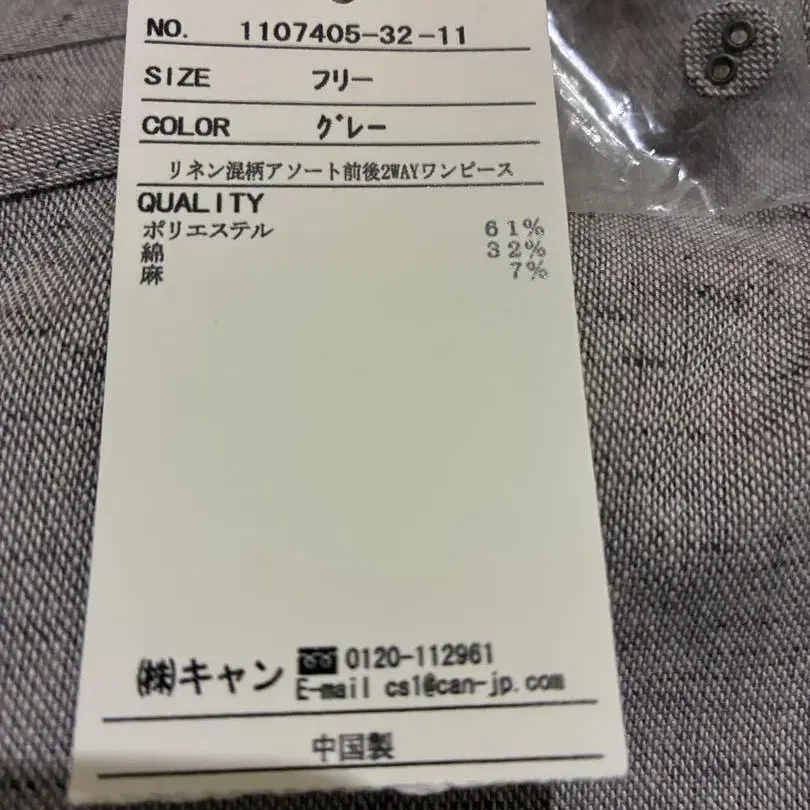 NO. 1107405-32-11
SIZE フリー
COLOR グレー
リネン混柄アソート前後2WAYワンピース
QUALITY
ポリエステル 61%
綿 32%
麻 7%
㈱キャン 0120-112961
E-mail cs1@can-jp.com
中国製